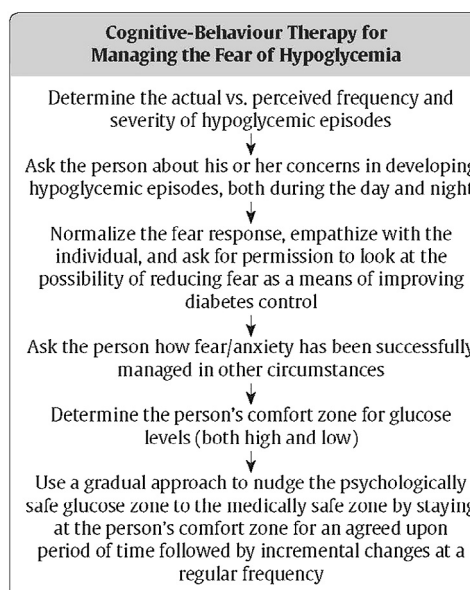 Cognitive-Behaviour Therapy for
Managing the Fear of Hypoglycemia
Determine the actual vs. perceived frequency and
severity of hypoglycemic episodes
Ask the person about his or her concerns in developing
hypoglycemic episodes, both during the day and night
Normalize the fear response, empathize with the
individual, and ask for permission to look at the
possibility of reducing fear as a means of improving
diabetes control
Ask the person how fear/anxiety has been successfully
managed in other circumstances
Determine the person's comfort zone for glucose
levels (both high and low)
Use a gradual approach to nudge the psychologically
safe glucose zone to the medically safe zone by staying
at the person's comfort zone for an agreed upon
period of time followed by incremental changes at a
regular frequency